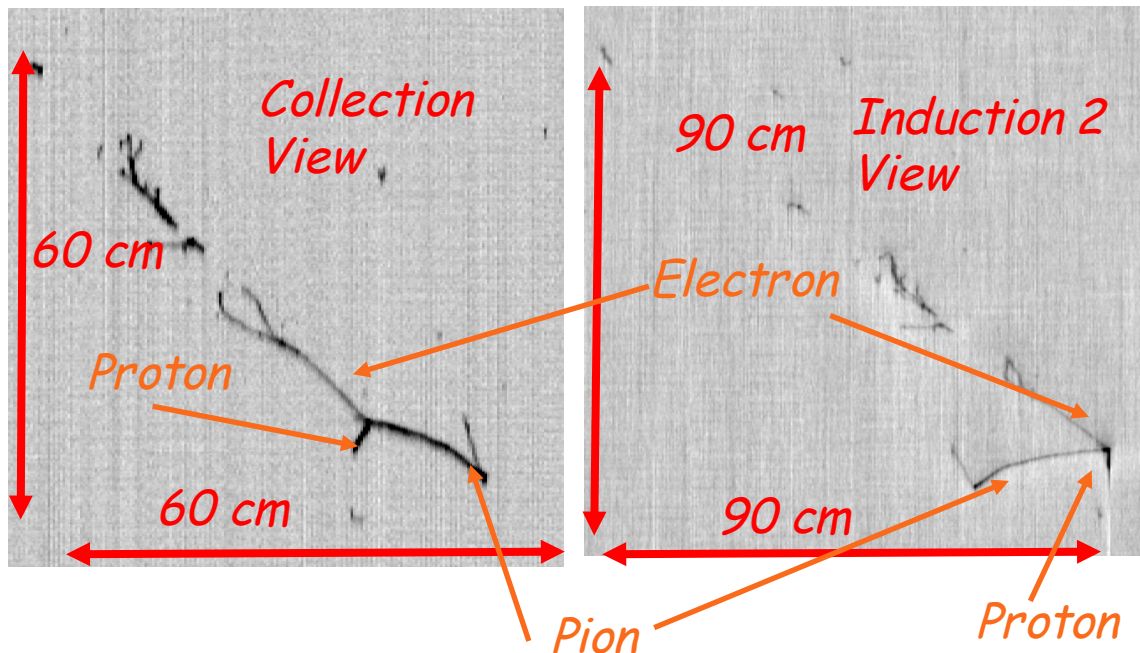 Collection
View
60 cm
Proton
60 cm
Induction 2
View
90 cm
Electron
90 cm
Pion
Proton